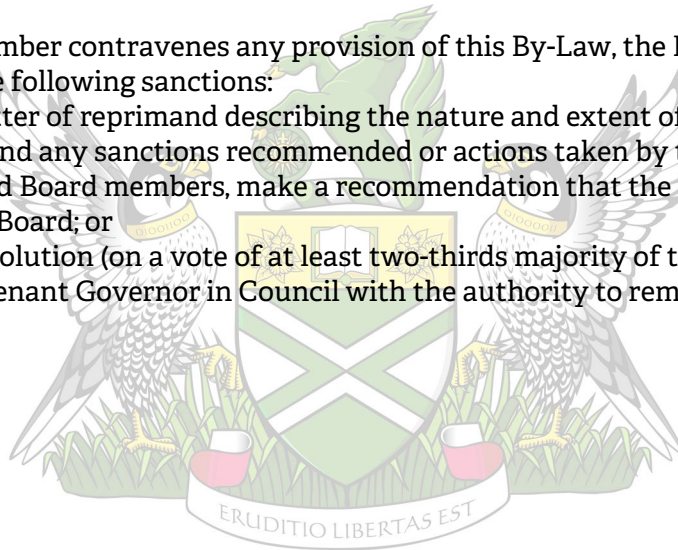 mber contravenes any provision of this By-Law, the
e following sanctions:
tter of reprimand describing the nature and extent of
nd any sanctions recommended or actions taken by t
d Board members, make a recommendation that the
Board; or
solution (on a vote of at least two-thirds majority of t
enant Governor in Council with the authority to rem
ERUDITIO LIBERTAS EST